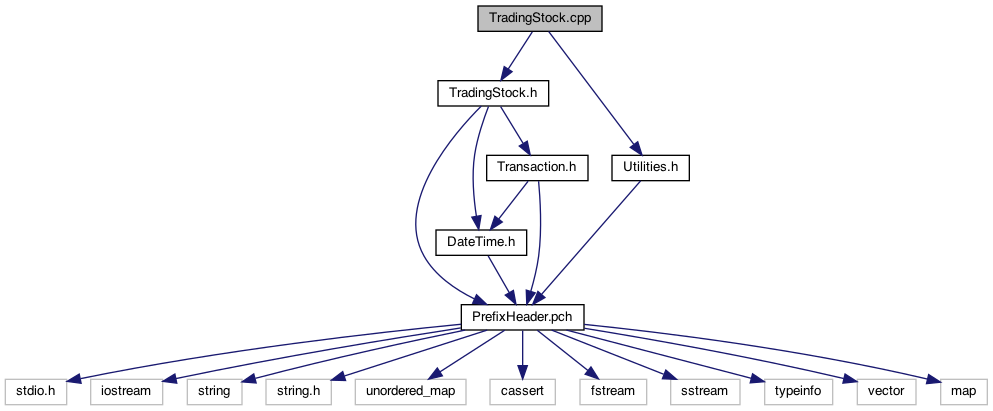 TradingStock.cpp
TradingStock.h
Transaction.h
Utilities.h
DateTime.h
PrefixHeader.pch
stdio.h
iostream
string
string.h
unordered_map
cassert
fstream
sstream
typeinfo
vector
map